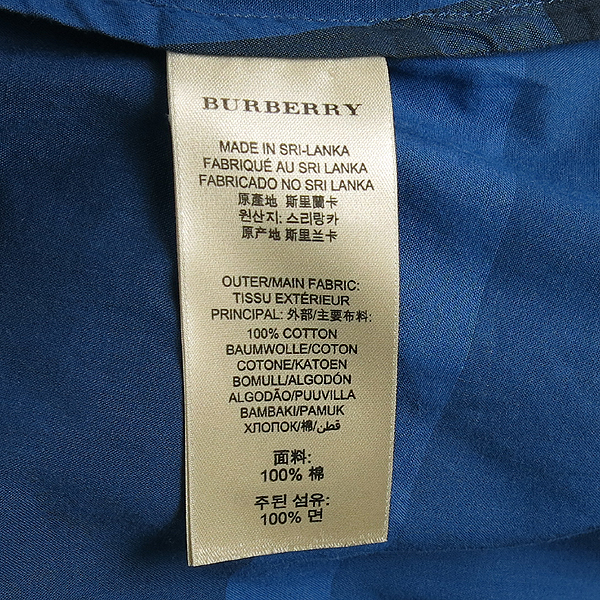 BURBERRY
MADE IN SRI-LANKA
FABRIQUÉ AU SRI LANKA
FABRICADO NO SRI LANKA
原產地 斯里蘭卡
원산지: 스리랑카
原产地 斯里兰卡
OUTER/MAIN FABRIC:
TISSU EXTÉRIEUR
PRINCIPAL: 外部/主要布料:
100% COTTON
BAUMWOLLE/COTON
COTONE/KATOEN
BOMULL/ALGODÓN
ALGODÃO/PUUVILLA
BAMBAKI/PAMUK
ХЛОПОК/棉/قطن
面料:
100% 棉
주된 섬유:
100% 면